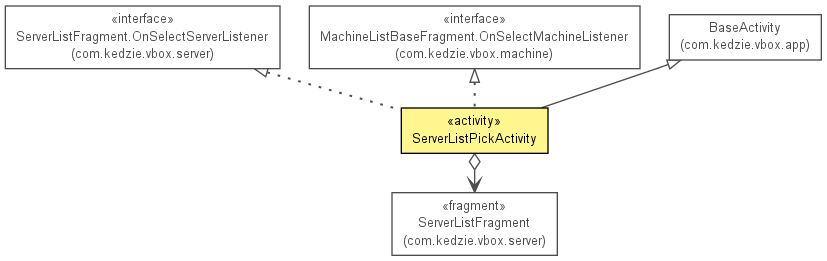 «interface»
ServerListFragment.OnSelectServerListener
(com.kedzie.vbox.server)
«interface»
MachineListBaseFragment.OnSelectMachineListener
(com.kedzie.vbox.machine)
BaseActivity
(com.kedzie.vbox.app)
«activity»
ServerListPickActivity
«fragment»
ServerListFragment
(com.kedzie.vbox.server)